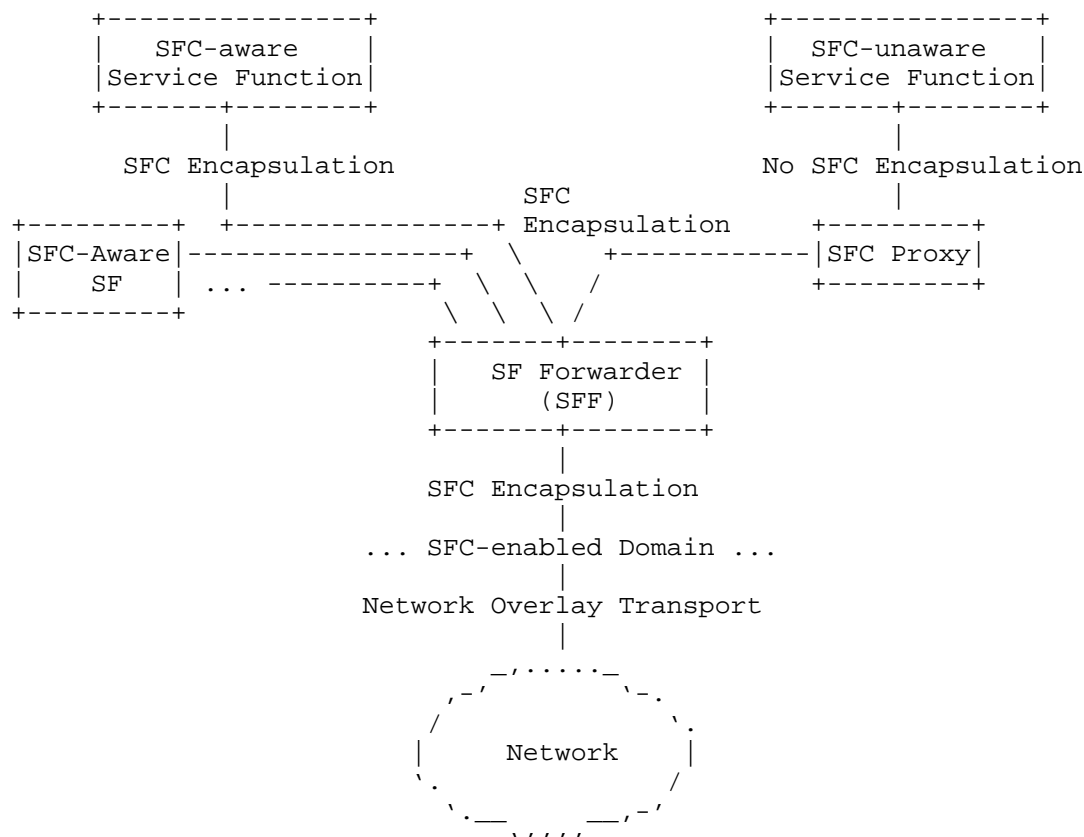 SFC-aware
Service Function
SFC-unaware
Service Function
SFC Encapsulation
No SFC Encapsulation
SFC
Encapsulation
SFC-Aware
SF
...
SFC Proxy
SF Forwarder
(SFF)
SFC Encapsulation
... SFC-enabled Domain ...
Network Overlay Transport
Network